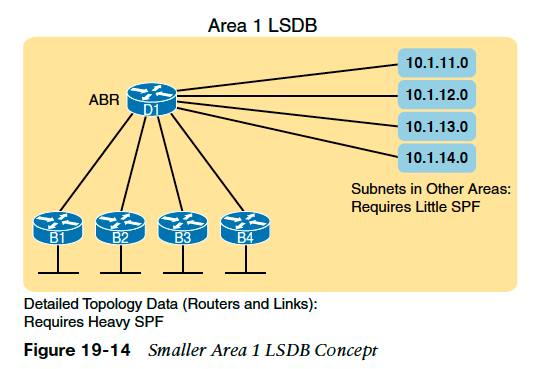 Area 1 LSDB
ABR
D1
10.1.11.0
10.1.12.0
10.1.13.0
10.1.14.0
Subnets in Other Areas:
Requires Little SPF
B1
B2
B3
B4
Detailed Topology Data (Routers and Links):
Requires Heavy SPF
Figure 19-14 Smaller Area 1 LSDB Concept